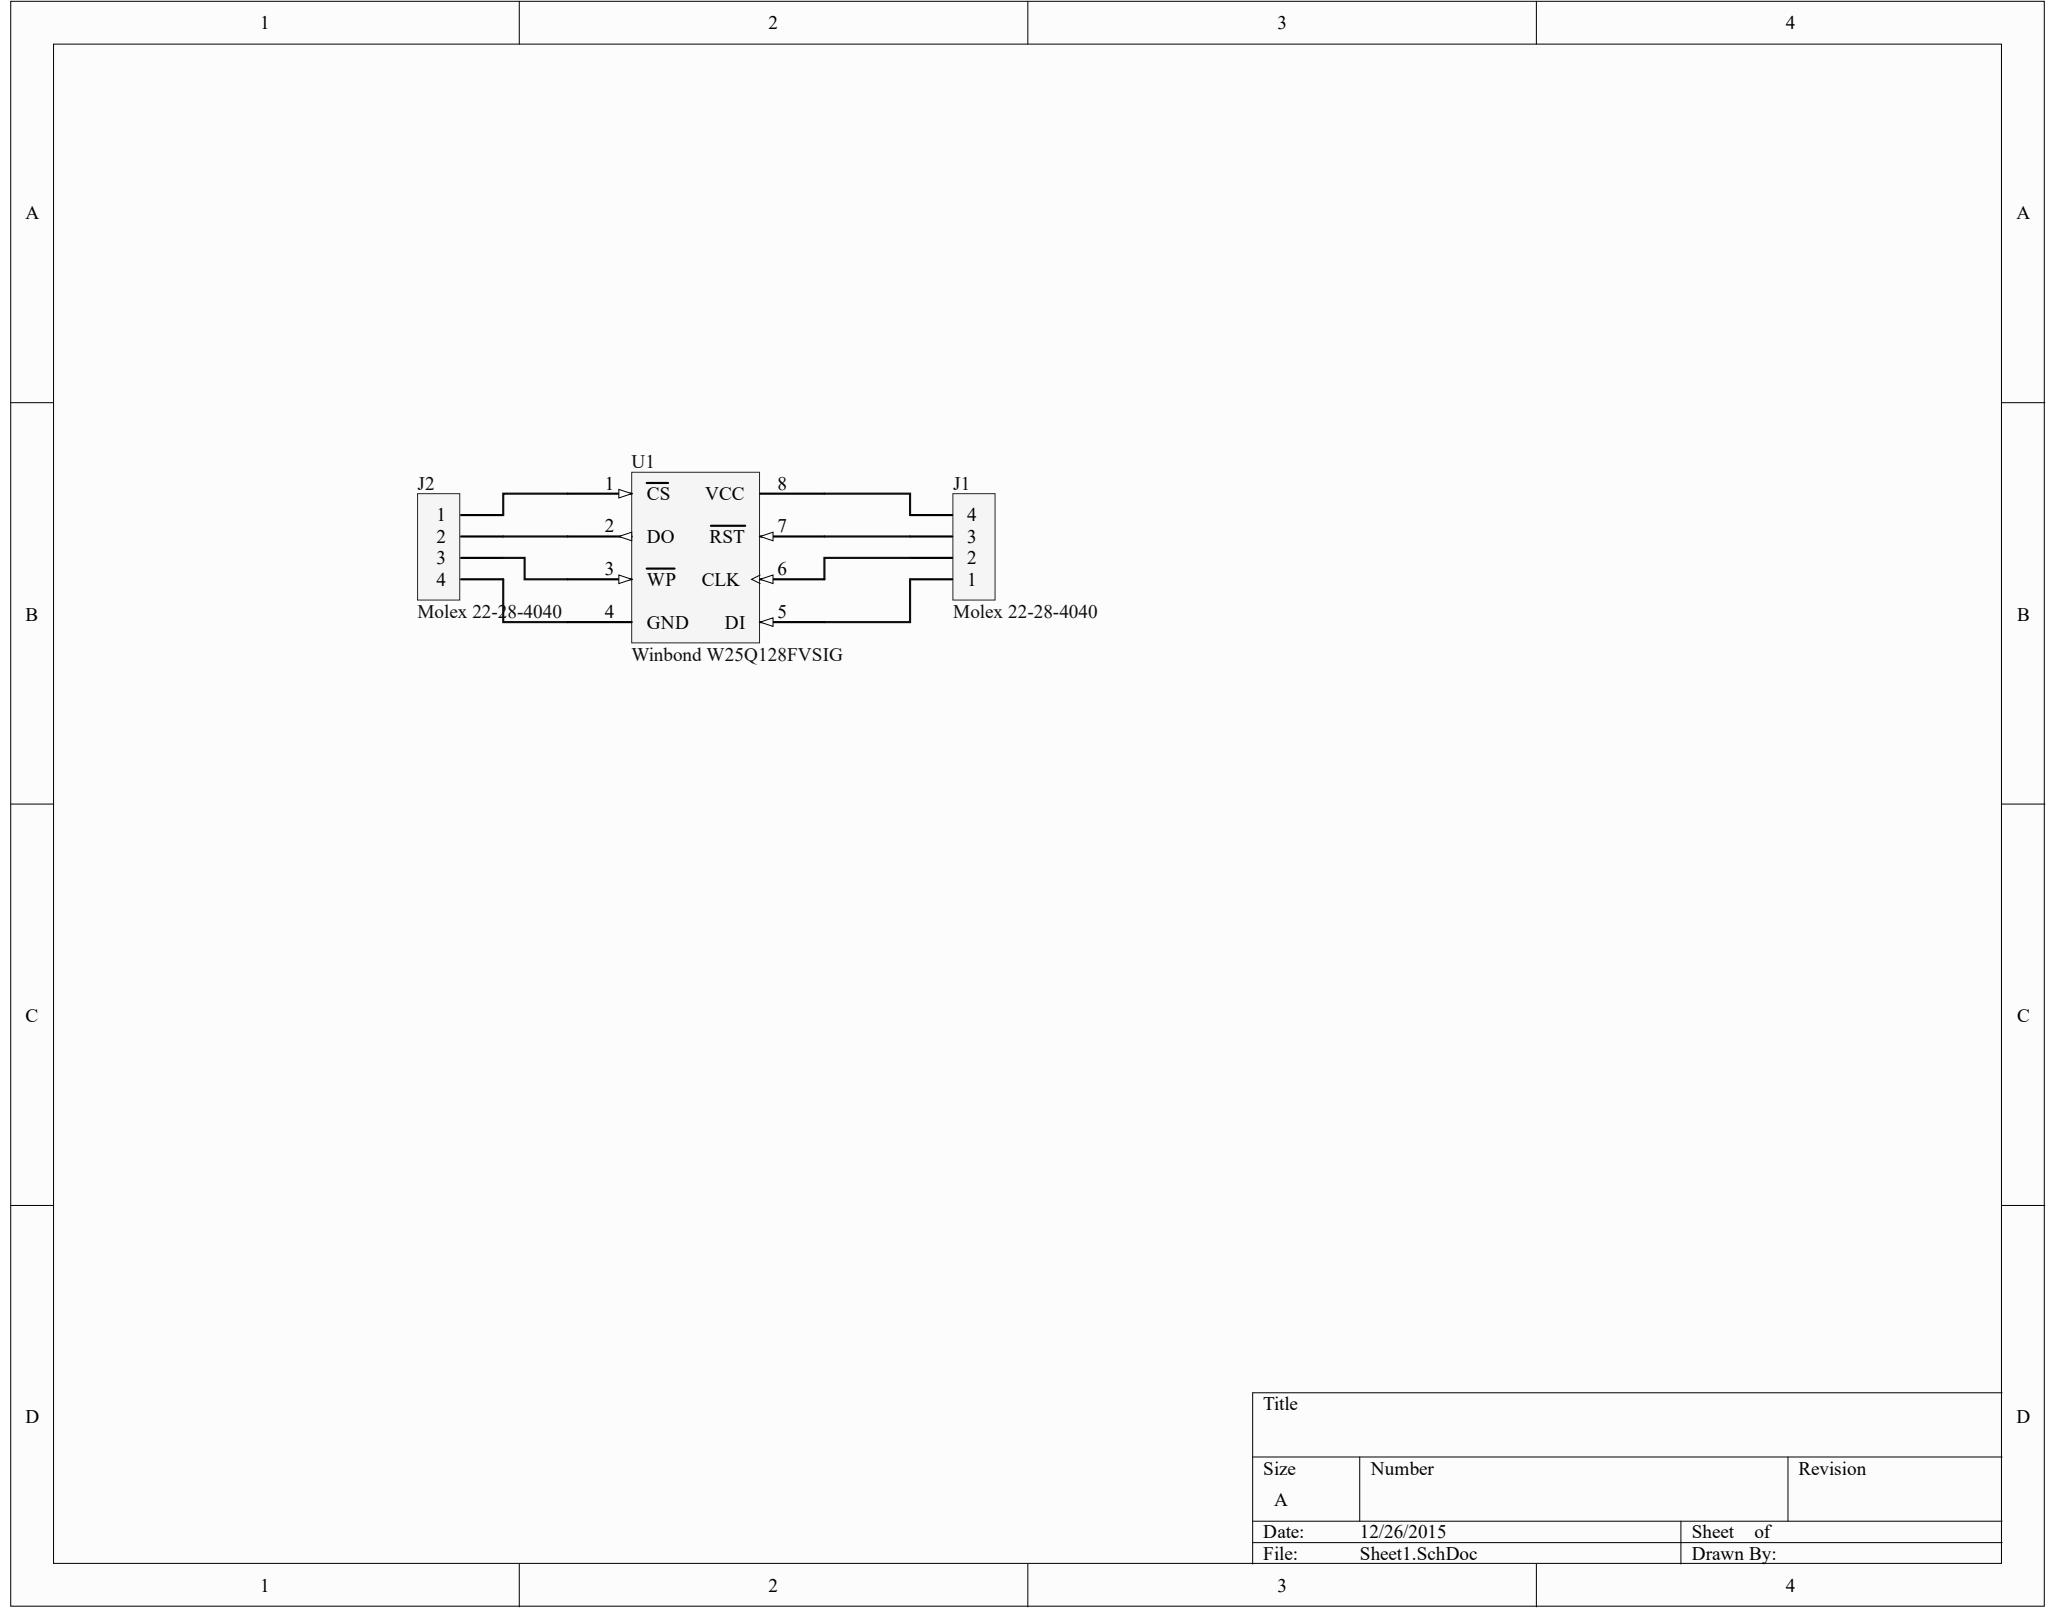 1 2 3 4
A A
U1
J2 1 C̅S̅ VCC 8 J1
1 4
2 2 DO R̅S̅T̅ 7 3
3 2
4 3 W̅P̅ CLK 6 1
Molex 22-28-4040 4 GND DI 5 Molex 22-28-4040
B B
Winbond W25Q128FVSIG
C C
Title
D D
Size Number Revision
A
Date: 12/26/2015 Sheet of
File: Sheet1.SchDoc Drawn By:
1 2 3 4